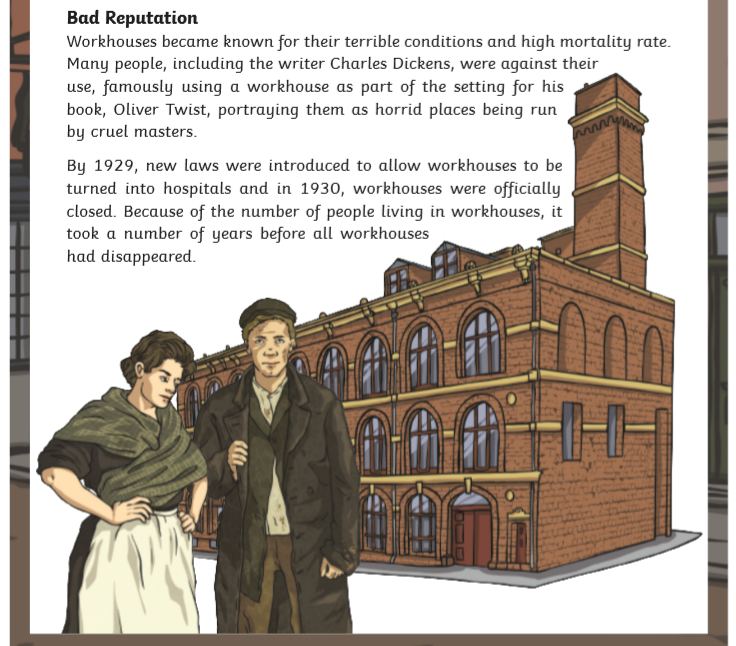 Bad Reputation
Workhouses became known for their terrible conditions and high mortality rate.
Many people, including the writer Charles Dickens, were against their
use, famously using a workhouse as part of the setting for his
book, Oliver Twist, portraying them as horrid places being run
by cruel masters.
By 1929, new laws were introduced to allow workhouses to be
turned into hospitals and in 1930, workhouses were officially
closed. Because of the number of people living in workhouses, it
took a number of years before all workhouses
had disappeared.